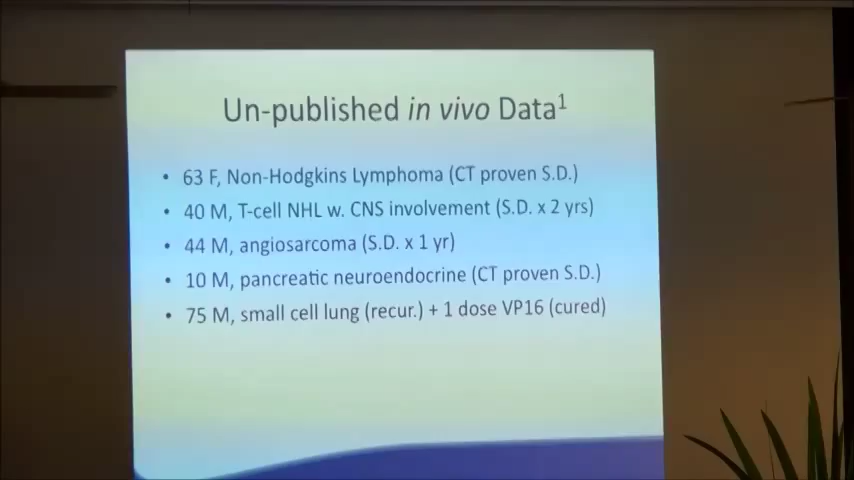 Un-published in vivo Data1
• 63 F, Non-Hodgkins Lymphoma (CT proven S.D.)
• 40 M, T-cell NHL w. CNS involvement (S.D. x 2 yrs)
• 44 M, angiosarcoma (S.D. x 1 yr)
• 10 M, pancreatic neuroendocrine (CT proven S.D.)
• 75 M, small cell lung (recur.) + 1 dose VP16 (cured)